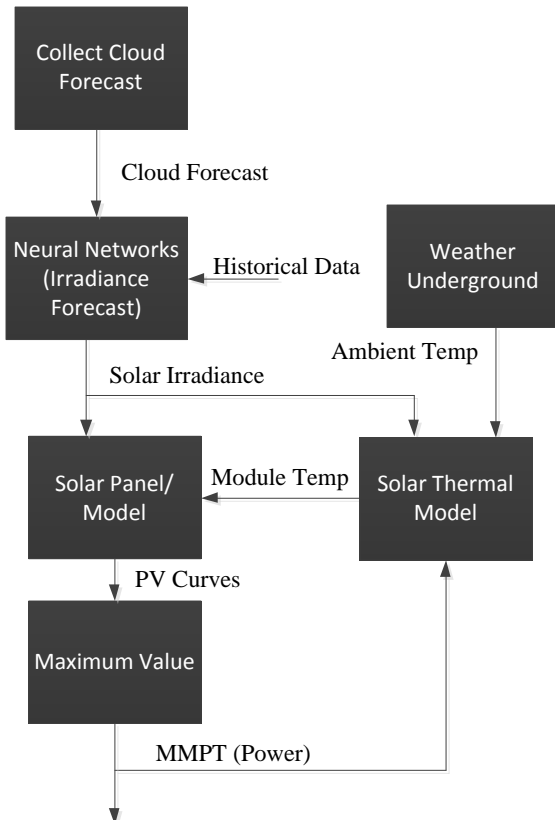 Collect Cloud
Forecast
Cloud Forecast
Neural Networks
(Irradiance
Forecast)
Historical Data
Weather
Underground
Ambient Temp
Solar Irradiance
Solar Panel/
Model
Module Temp
Solar Thermal
Model
PV Curves
Maximum Value
MMPT (Power)